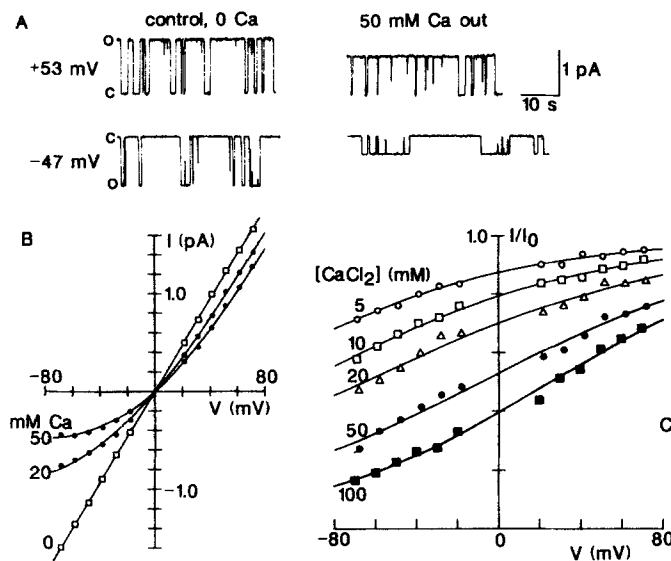 A
control, 0 Ca
50 mM Ca out
+53 mV
O
C
1 pA
10 s
-47 mV
C
O
B
I (pA)
1.0
-80
80
V (mV)
mM Ca
50
20
0
-1.0
1.0
I/I0
[CaCl2] (mM)
5
10
20
50
100
C
-80
0
80
V (mV)